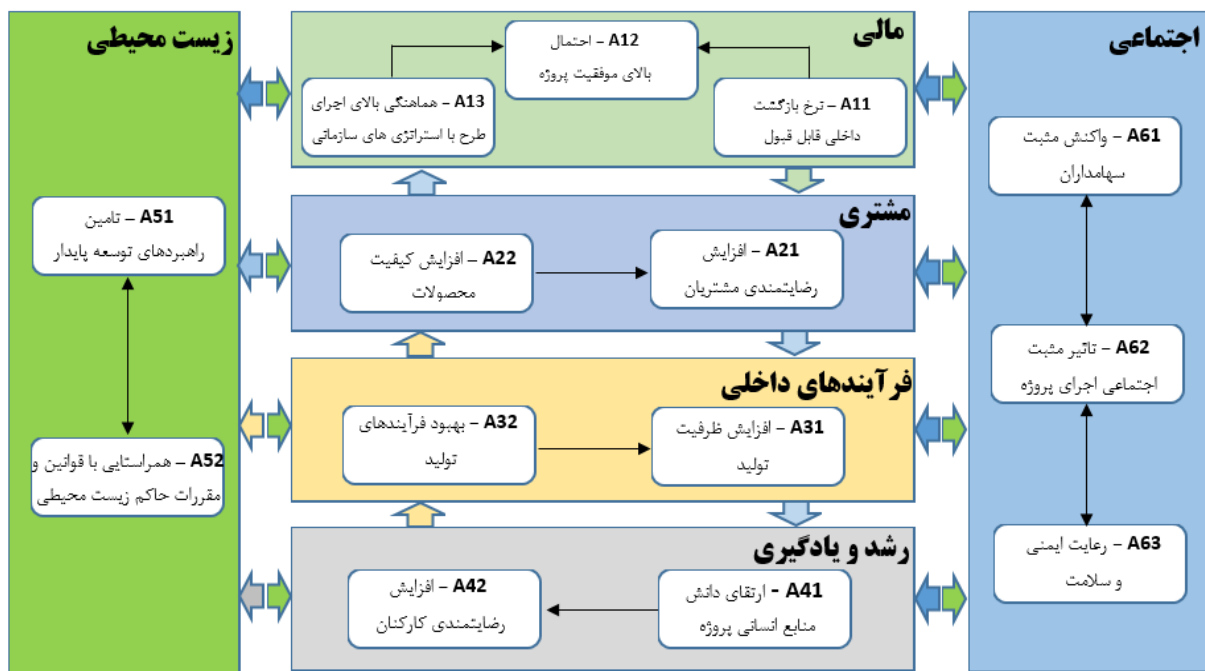 اجتماعی
A61 – واکنش مثبت
سهامداران
A62 – تاثیر مثبت
اجتماعی اجرای پروژه
A63 – رعایت ایمنی
و سلامت
مالی
A12 – احتمال
بالای موفقیت پروژه
A11 – نرخ بازگشت
داخلی قابل قبول
A13 – هماهنگی بالای اجرای
طرح با استراتژی های سازمانی
مشتری
A21 – افزایش
رضایتمندی مشتریان
A22 – افزایش کیفیت
محصولات
فرآیندهای داخلی
A31 – افزایش ظرفیت
تولید
A32 – بهبود فرآیندهای
تولید
رشد و یادگیری
A41 - ارتقای دانش
منابع انسانی پروژه
A42 – افزایش
رضایتمندی کارکنان
زیست محیطی
A51 – تامین
راهبردهای توسعه پایدار
A52 – همراستایی با قوانین و
مقررات حاکم زیست محیطی